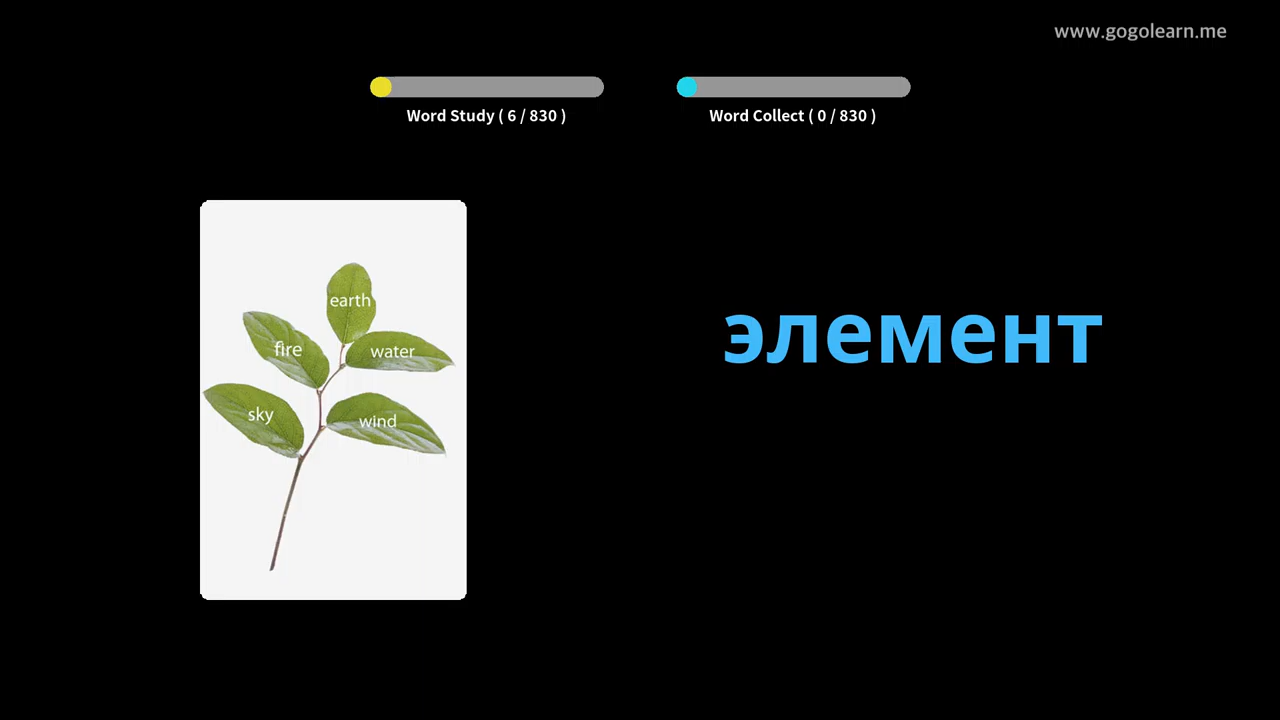 www.gogolearn.me
Word Study ( 6 / 830 )
Word Collect ( 0 / 830 )
earth
fire
water
sky
wind
элемент